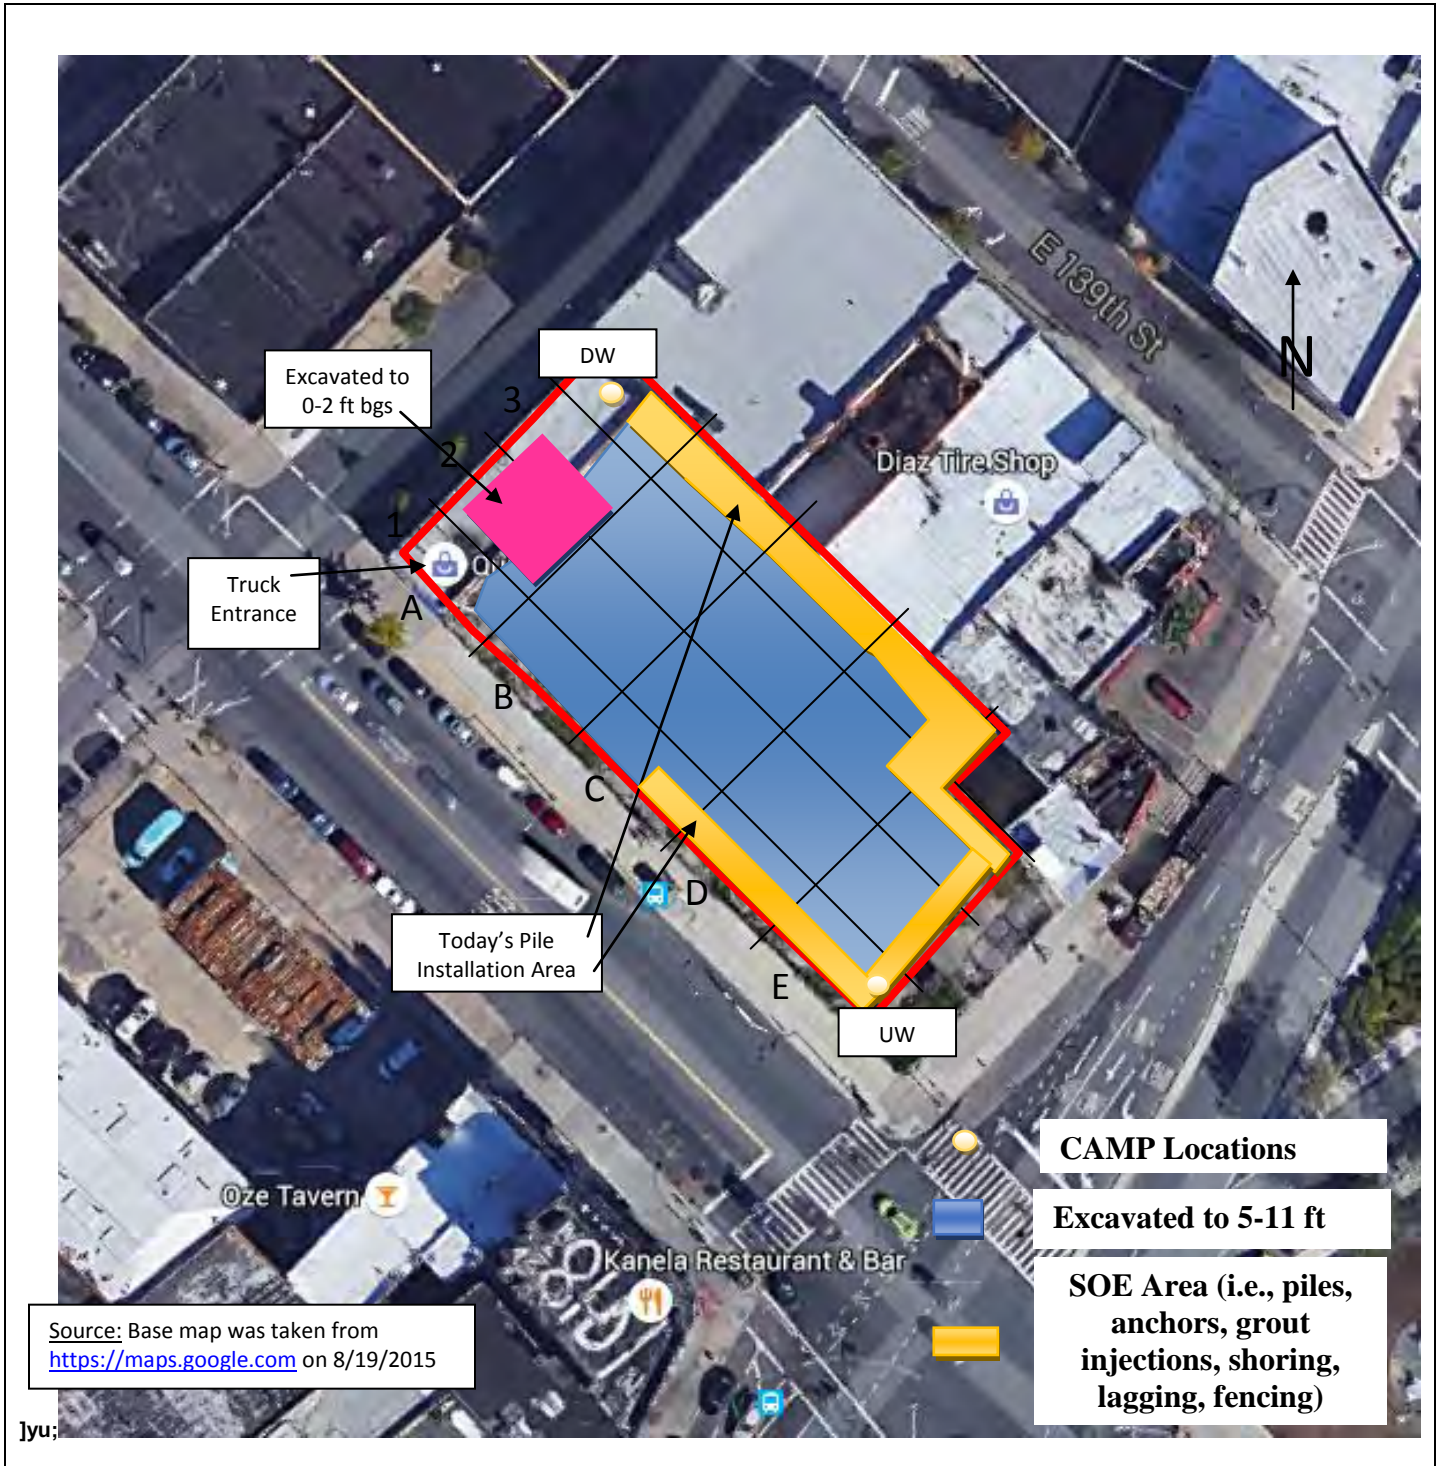 E 139th St
N
DW
Excavated to
0-2 ft bgs
3
2
Diaz Tire Shop
1
Truck
Entrance
A
B
C
D
Today's Pile
Installation Area
E
UW
CAMP Locations
Oze Tavern
Excavated to 5-11 ft
Kanela Restaurant & Bar
SOE Area (i.e., piles,
anchors, grout
injections, shoring,
lagging, fencing)
Source: Base map was taken from
https://maps.google.com on 8/19/2015
]yu;